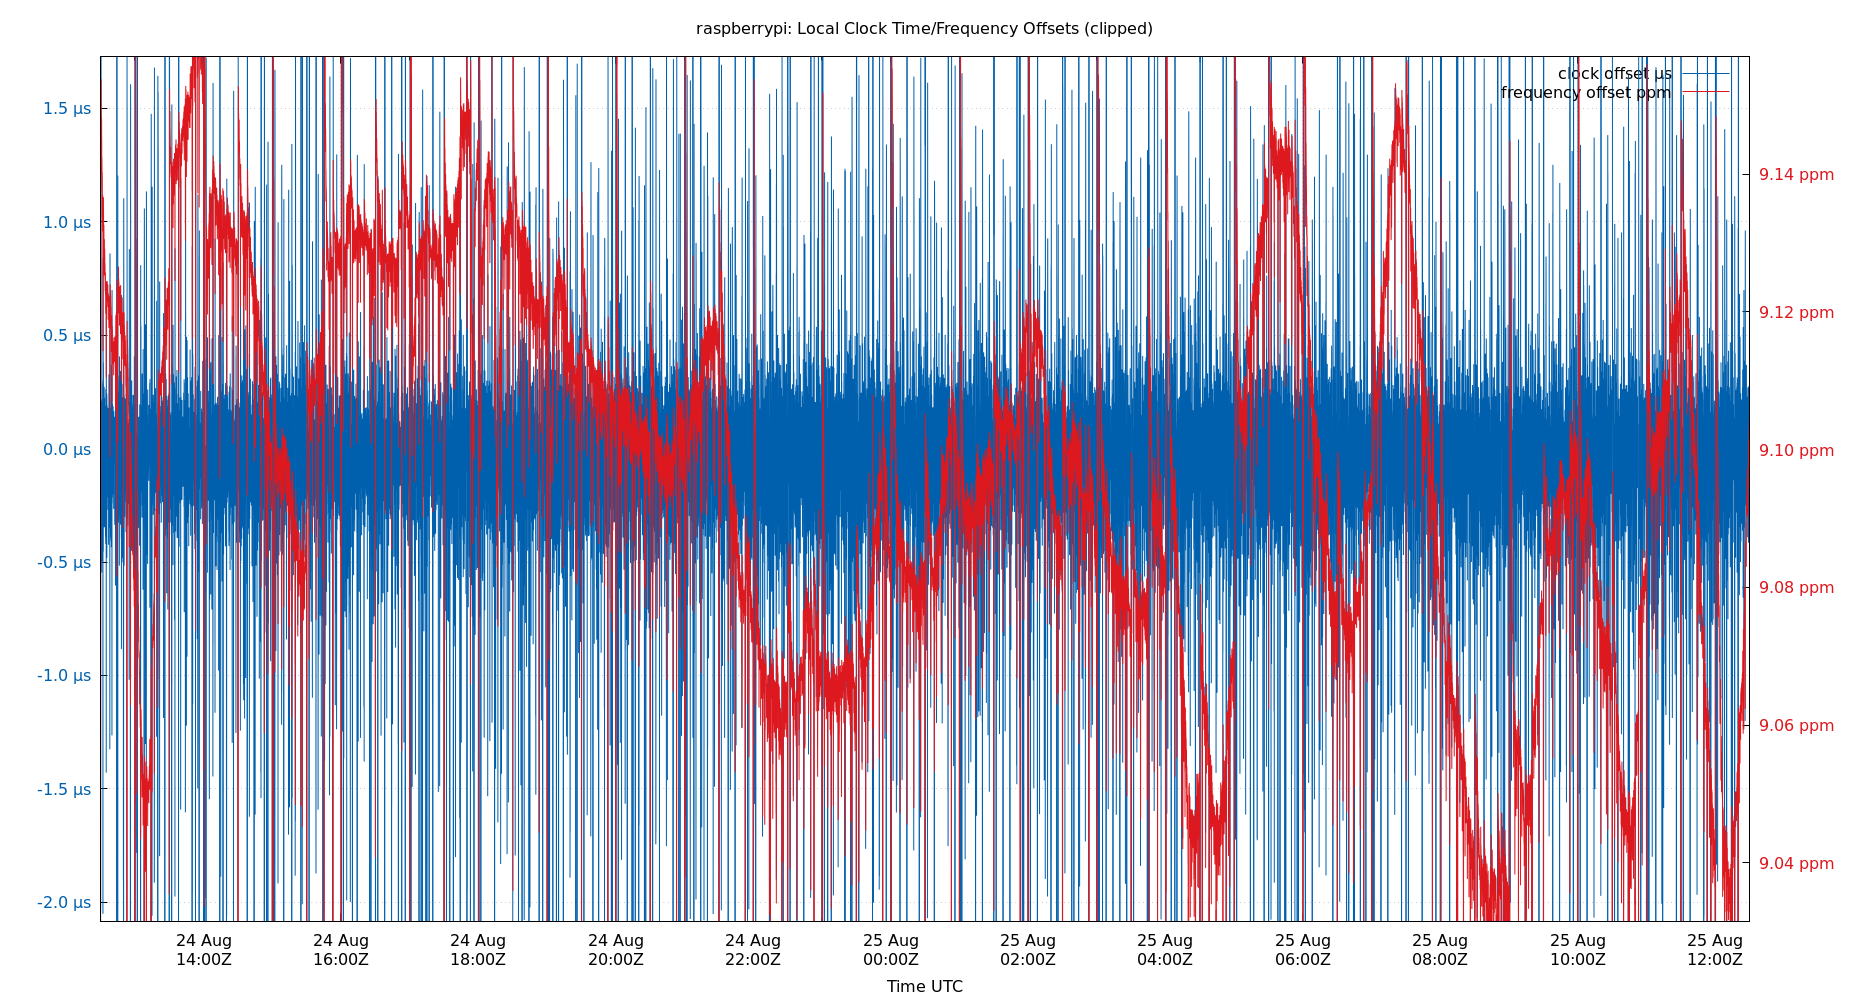 raspberrypi: Local Clock Time/Frequency Offsets (clipped)
clock offset µs
frequency offset ppm
1.5 µs
1.0 µs
0.5 µs
0.0 µs
-0.5 µs
-1.0 µs
-1.5 µs
-2.0 µs
9.14 ppm
9.12 ppm
9.10 ppm
9.08 ppm
9.06 ppm
9.04 ppm
24 Aug 24 Aug 24 Aug 24 Aug 24 Aug 25 Aug 25 Aug 25 Aug 25 Aug 25 Aug 25 Aug 25 Aug
14:00Z 16:00Z 18:00Z 20:00Z 22:00Z 00:00Z 02:00Z 04:00Z 06:00Z 08:00Z 10:00Z 12:00Z
Time UTC